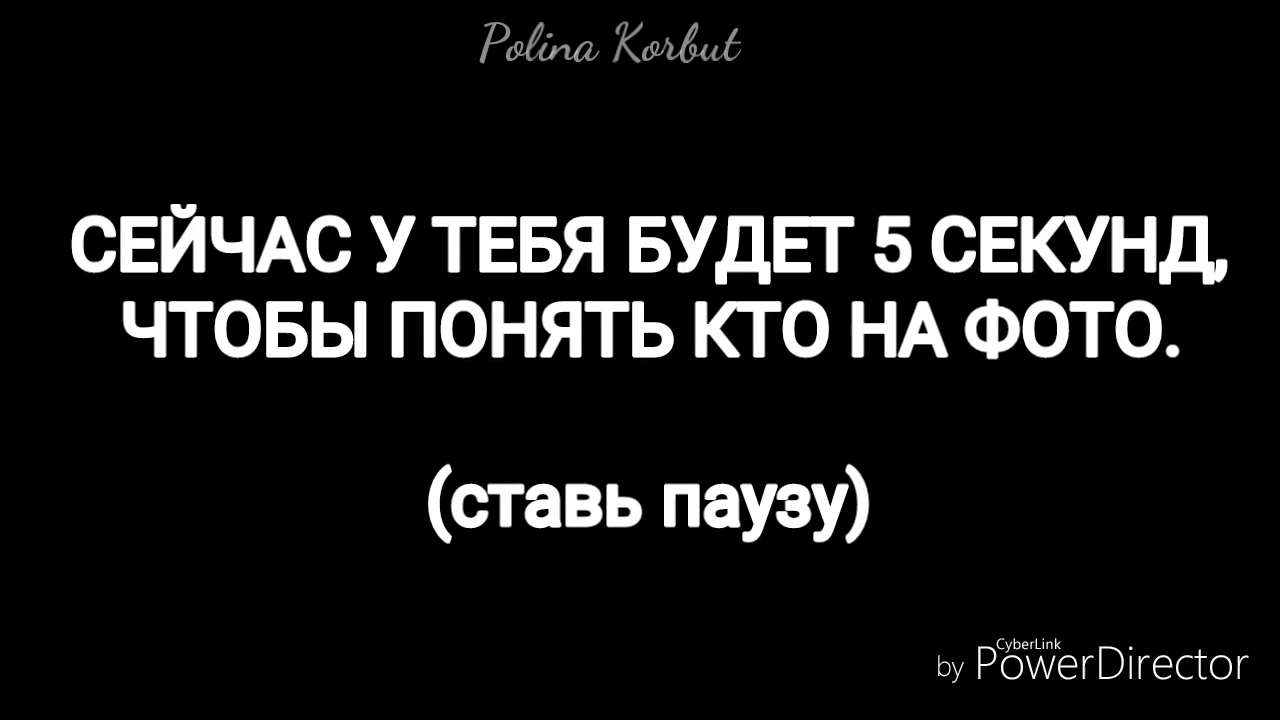 Polina Korbut
СЕЙЧАС У ТЕБЯ БУДЕТ 5 СЕКУНД,
ЧТОБЫ ПОНЯТЬ КТО НА ФОТО.
(ставь паузу)
CyberLink
by PowerDirector